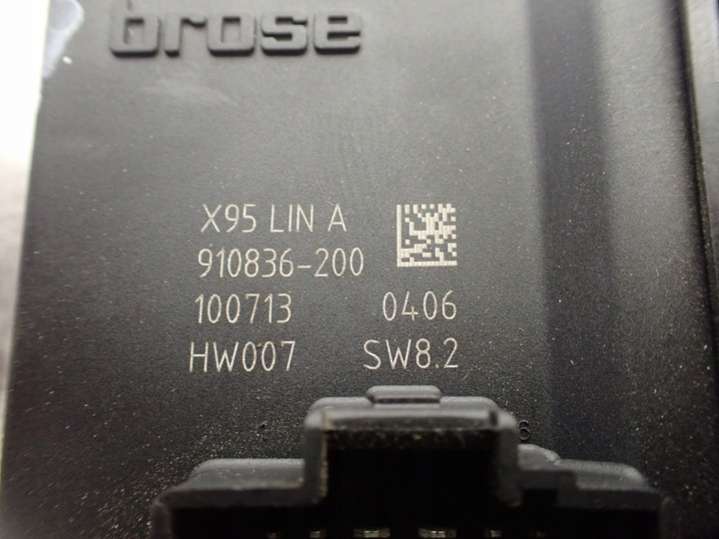 brose
X95 LIN A
910836-200
100713 0406
HW007 SW8.2